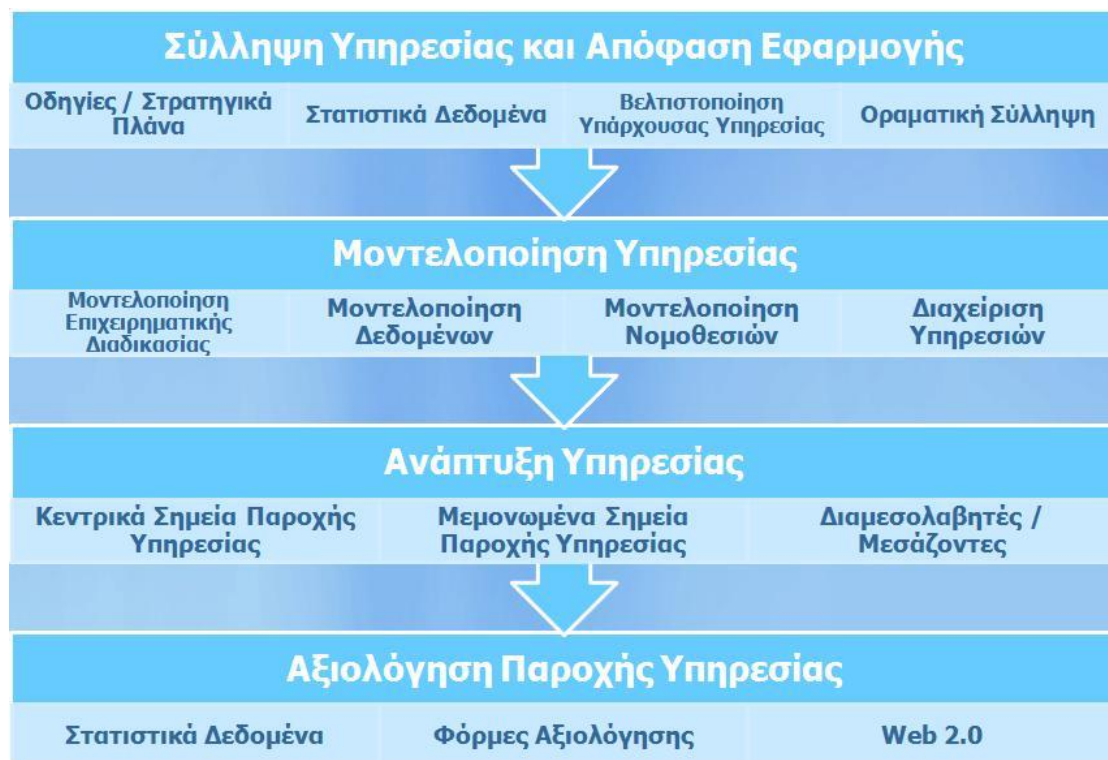 Σύλληψη Υπηρεσίας και Απόφαση Εφαρμογής
Οδηγίες / Στρατηγικά
Πλάνα
Στατιστικά Δεδομένα
Βελτιστοποίηση
Υπάρχουσας Υπηρεσίας
Οραματική Σύλληψη
Μοντελοποίηση Υπηρεσίας
Μοντελοποίηση
Επιχειρηματικής
Διαδικασίας
Μοντελοποίηση
Δεδομένων
Μοντελοποίηση
Νομοθεσιών
Διαχείριση
Υπηρεσιών
Ανάπτυξη Υπηρεσίας
Κεντρικά Σημεία Παροχής
Υπηρεσίας
Μεμονωμένα Σημεία
Παροχής Υπηρεσίας
Διαμεσολαβητές /
Μεσάζοντες
Αξιολόγηση Παροχής Υπηρεσίας
Στατιστικά Δεδομένα
Φόρμες Αξιολόγησης
Web 2.0